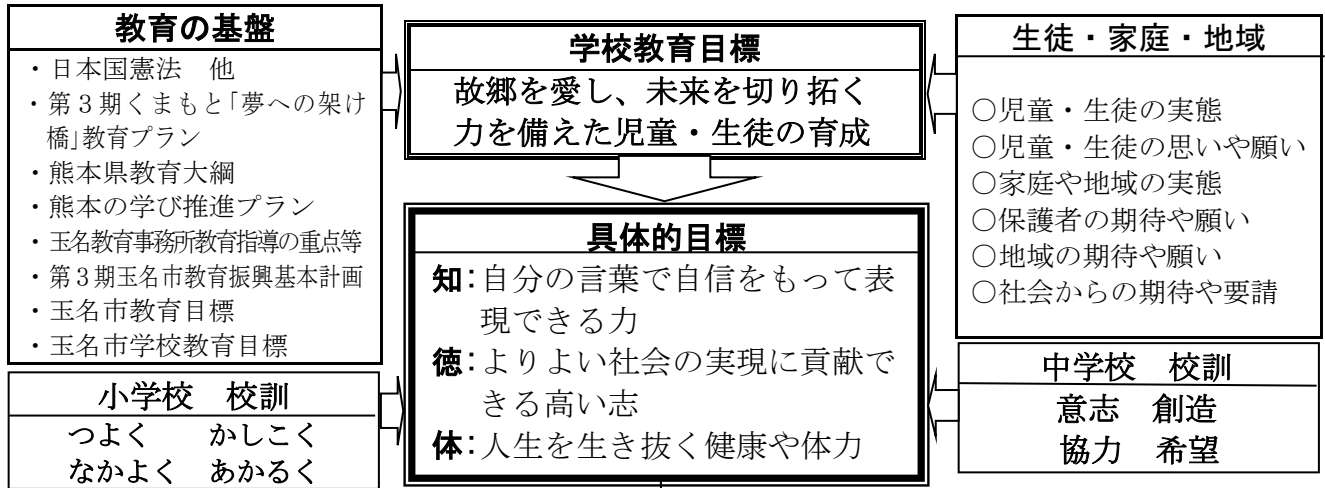 教育の基盤
・日本国憲法　他
・第３期くまもと「夢への架け
橋」教育プラン
・熊本県教育大綱
・熊本の学び推進プラン
・玉名教育事務所教育指導の重点等
・第３期玉名市教育振興基本計画
・玉名市教育目標
・玉名市学校教育目標
小学校　校訓
つよく　　かしこく
なかよく　あかるく
学校教育目標
故郷を愛し、未来を切り拓く
力を備えた児童・生徒の育成
具体的目標
知:自分の言葉で自信をもって表
現できる力
徳:よりよい社会の実現に貢献で
きる高い志
体:人生を生き抜く健康や体力
生徒・家庭・地域
○児童・生徒の実態
○児童・生徒の思いや願い
○家庭や地域の実態
○保護者の期待や願い
○地域の期待や願い
○社会からの期待や要請
中学校　校訓
意志　創造
協力　希望